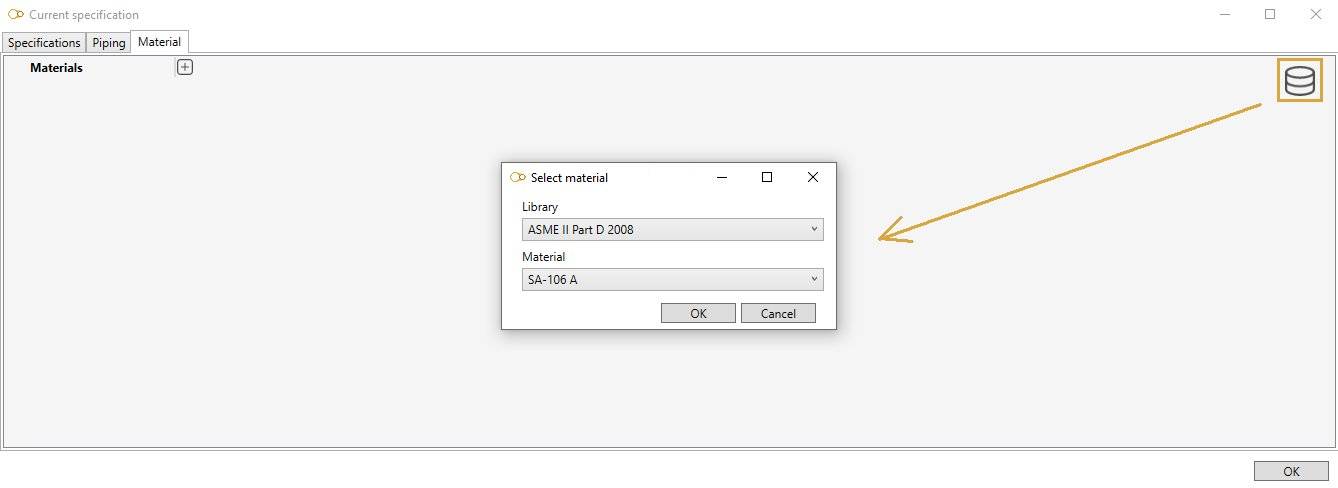 Current specification
Specifications Piping Material
Materials
Select material
Library
ASME II Part D 2008
Material
SA-106 A
OK Cancel
OK